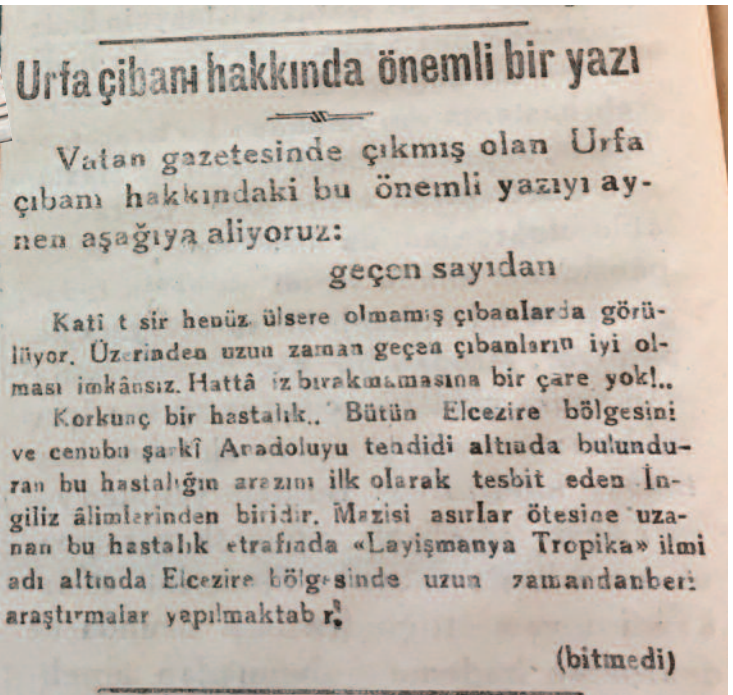 Urfa çibanı hakkında önemli bir yazı
Vatan gazetesinde çıkmış olan Urfa
çıbanı hakkındaki bu önemli yazıyı ay-
nen aşağıya aliyoruz:
geçen sayıdan
Katî t sir henüz ülsere olmamış çıbanlarda görü-
lüyor. Üzerinden uzun zaman geçen çıbanların iyi ol-
ması imkânsız. Hattâ iz bırakmamasına bir çare yok!..
Korkunç bir hastalık.. Bütün Elcezire bölgesini
ve cenubu şarkî Anadoluyu tehdidi altında bulundu-
ran bu hastalığın arazını ilk olarak tesbit eden İn-
giliz âlimlerinden biridir. Mazisi asırlar ötesine uza-
nan bu hastalık etrafında «Layişmanya Tropika» ilmi
adı altında Elcezire bölgesinde uzun zamandanberi
araştırmalar yapılmaktab r.
(bitmedi)